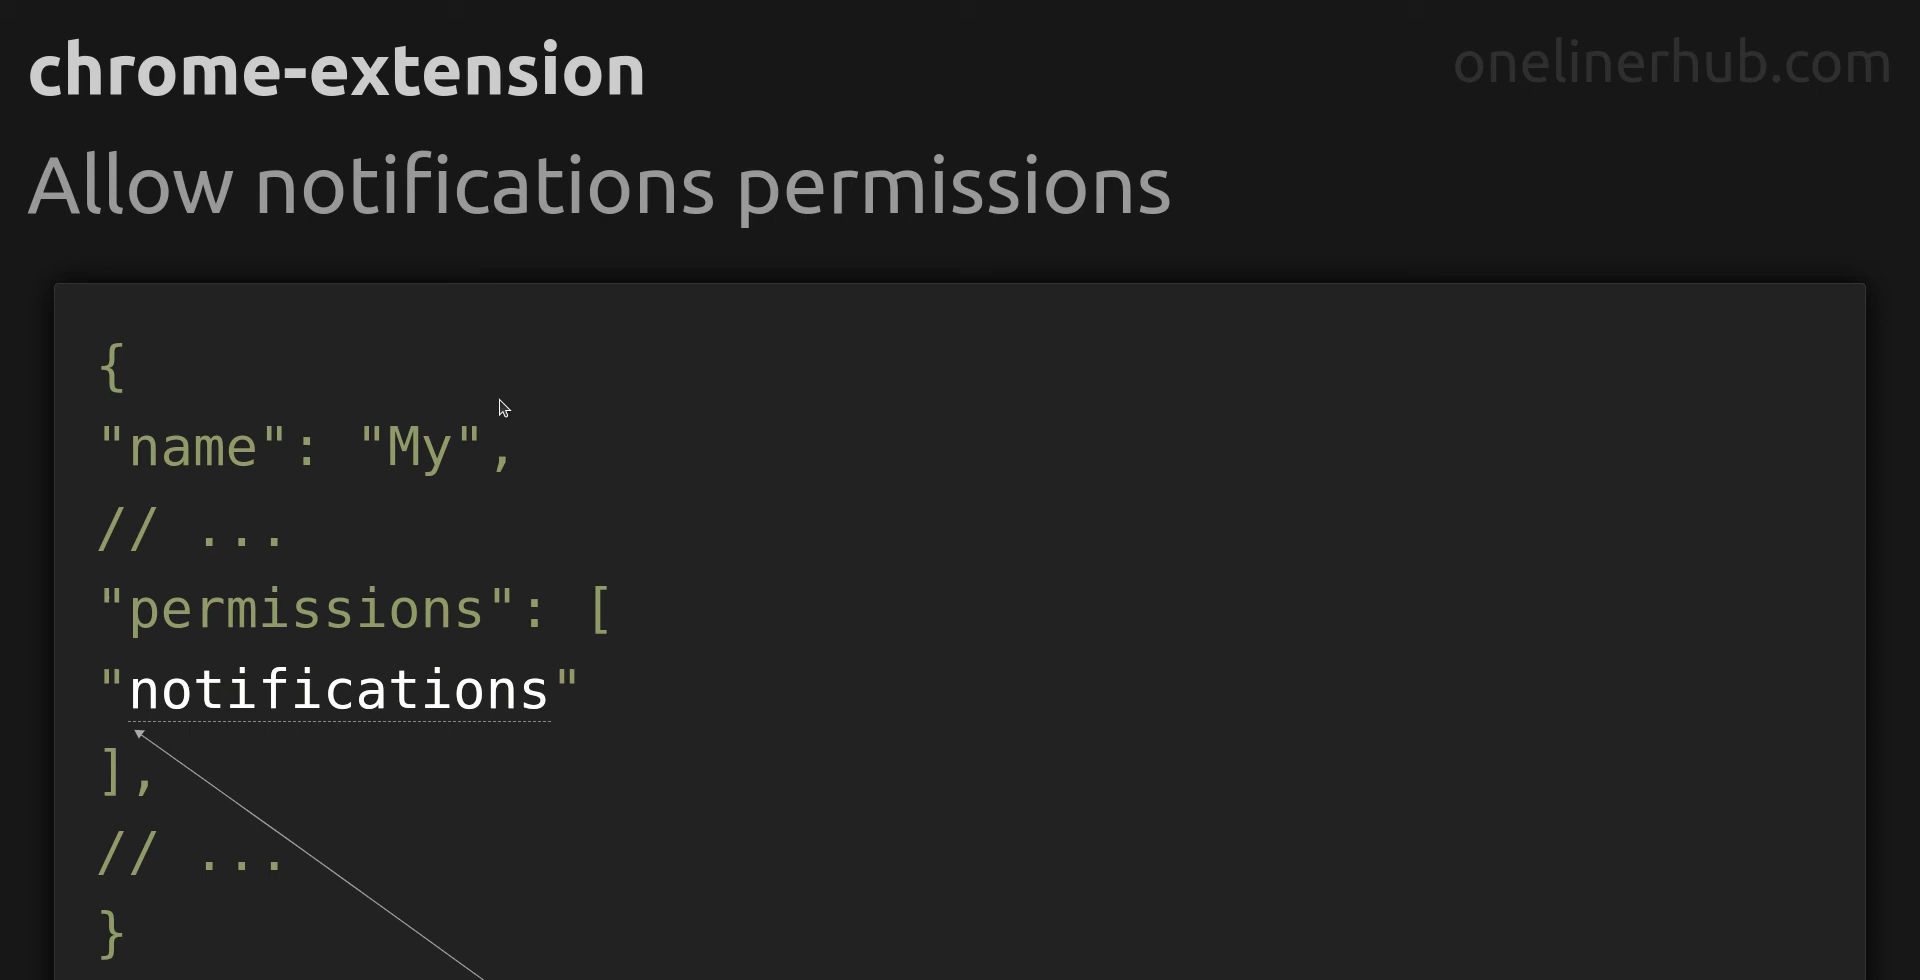 chrome-extension
onelinerhub.com
Allow notifications permissions
{
"name": "My",
// ...
"permissions": [
"notifications"
],
// ...
}